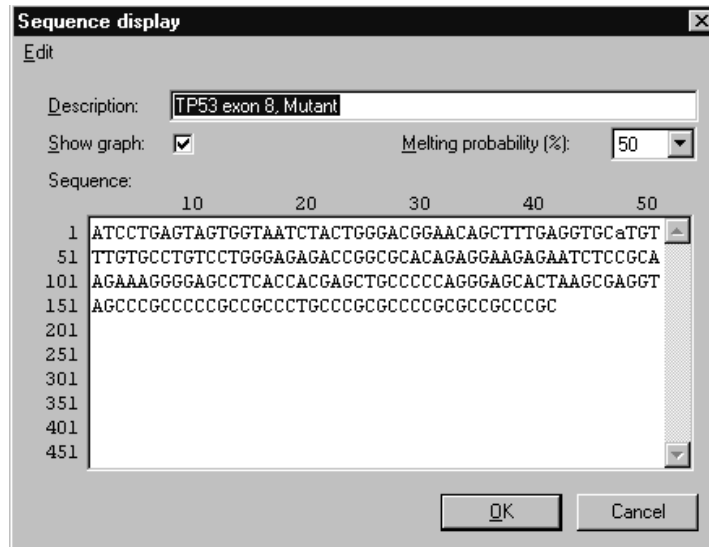 Sequence display
Edit
Description: TP53 exon 8, Mutant
Show graph: Melting probability (%): 50
Sequence:
10 20 30 40 50
1 ATCCTGAGTAGTGGTAATCTACTGGGACGGAACAGCTTTGAGGTGCaTGT
51 TTGTGCCTGTCCTGGGAGAGACCGGCGCACAGAGGAAGAGAATCTCCGCA
101 AGAAAGGGGAGCCTCACCACGAGCTGCCCCCAGGGAGCACTAAGCGAGGT
151 AGCCCGCCCCCGCCGCCCTGCCCGCGCCCCGCGCCGCCCGC
201
251
301
351
401
451
OK Cancel